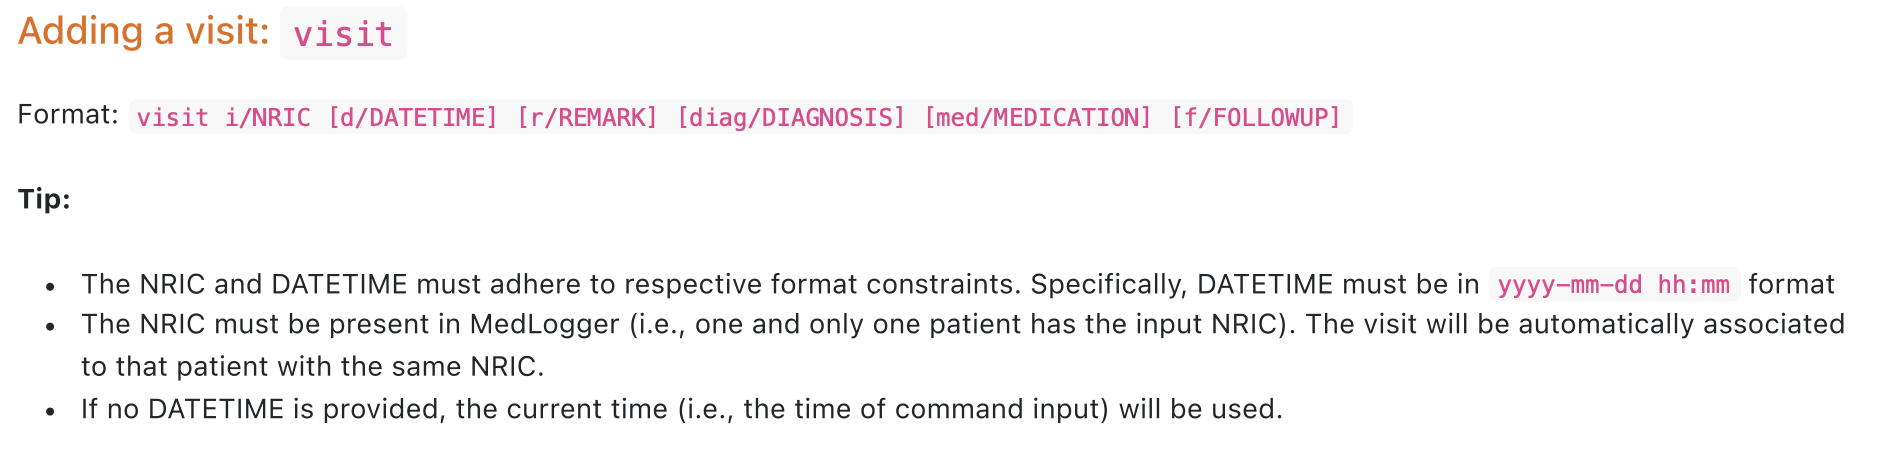 Adding a visit: visit
Format: visit i/NRIC [d/DATETIME] [r/REMARK] [diag/DIAGNOSIS] [med/MEDICATION] [f/FOLLOWUP]
Tip:
• The NRIC and DATETIME must adhere to respective format constraints. Specifically, DATETIME must be in yyyy-mm-dd hh:mm format
• The NRIC must be present in MedLogger (i.e., one and only one patient has the input NRIC). The visit will be automatically associated
to that patient with the same NRIC.
• If no DATETIME is provided, the current time (i.e., the time of command input) will be used.